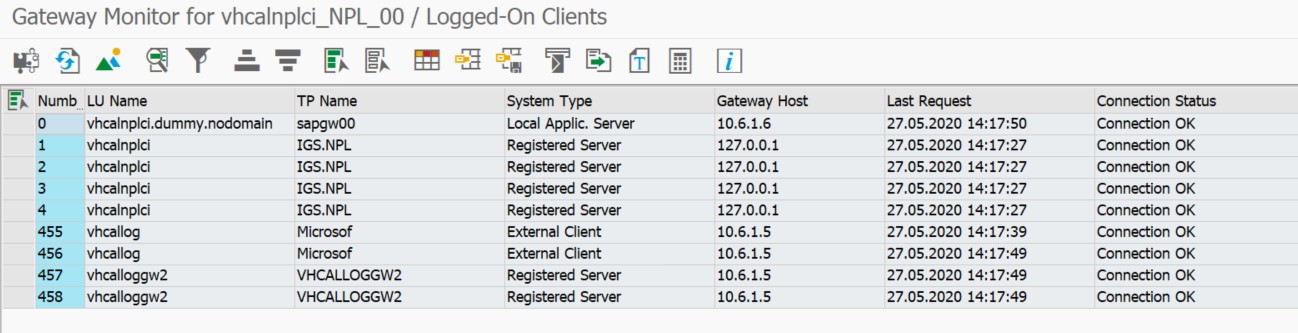 Gateway Monitor for vhcalnplci_NPL_00 / Logged-On Clients
Numb LU Name TP Name System Type Gateway Host Last Request Connection Status
0 vhcalnplci.dummy.nodomain sapgw00 Local Applic. Server 10.6.1.6 27.05.2020 14:17:50 Connection OK
1 vhcalnplci IGS.NPL Registered Server 127.0.0.1 27.05.2020 14:17:27 Connection OK
2 vhcalnplci IGS.NPL Registered Server 127.0.0.1 27.05.2020 14:17:27 Connection OK
3 vhcalnplci IGS.NPL Registered Server 127.0.0.1 27.05.2020 14:17:27 Connection OK
4 vhcalnplci IGS.NPL Registered Server 127.0.0.1 27.05.2020 14:17:27 Connection OK
455 vhcallog Microsof External Client 10.6.1.5 27.05.2020 14:17:39 Connection OK
456 vhcallog Microsof External Client 10.6.1.5 27.05.2020 14:17:49 Connection OK
457 vhcalloggw2 VHCALLOGGW2 Registered Server 10.6.1.5 27.05.2020 14:17:49 Connection OK
458 vhcalloggw2 VHCALLOGGW2 Registered Server 10.6.1.5 27.05.2020 14:17:49 Connection OK